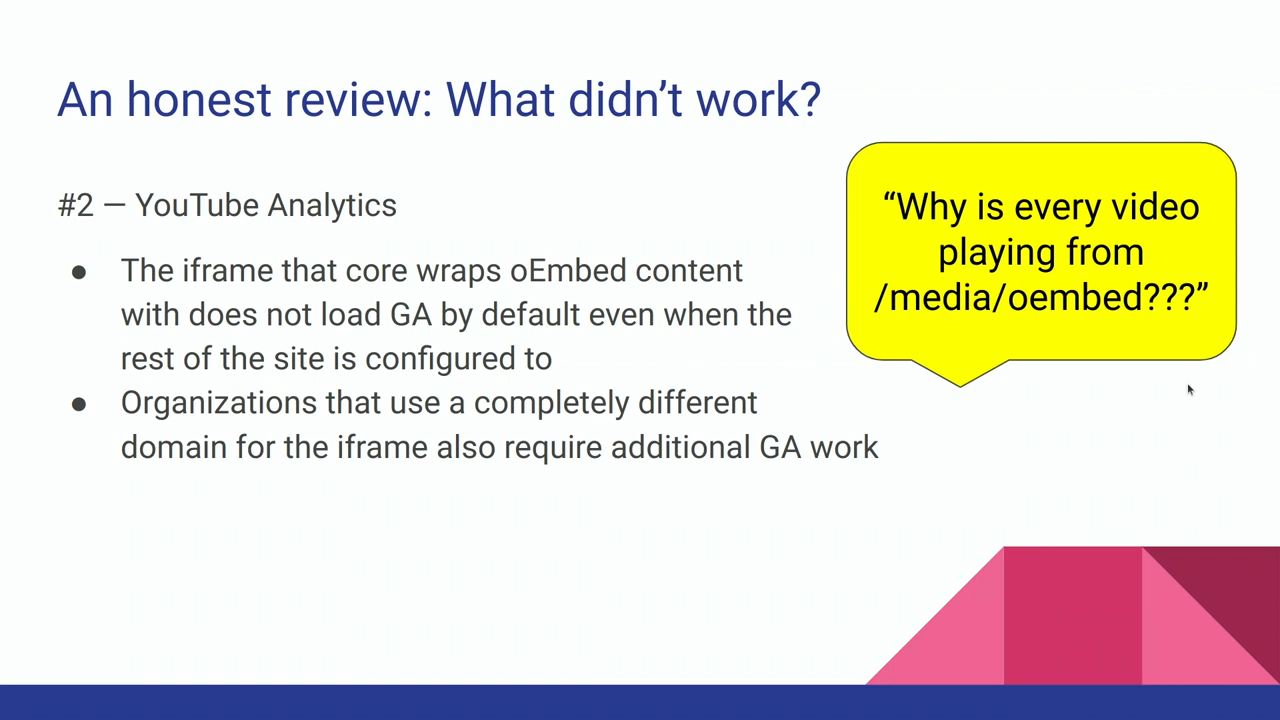 An honest review: What didn’t work?
#2 — YouTube Analytics
● The iframe that core wraps oEmbed content
with does not load GA by default even when the
rest of the site is configured to
● Organizations that use a completely different
domain for the iframe also require additional GA work
“Why is every video
playing from
/media/oembed???”